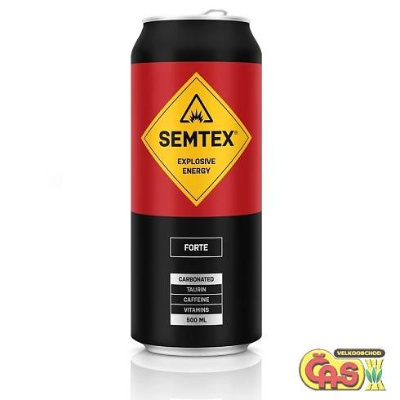 SEMTEX®
EXPLOSIVE
ENERGY
FORTE
CARBONATED
TAURIN
CAFFEINE
VITAMINS
500 ML
VELKOOBCHOD
ČAS